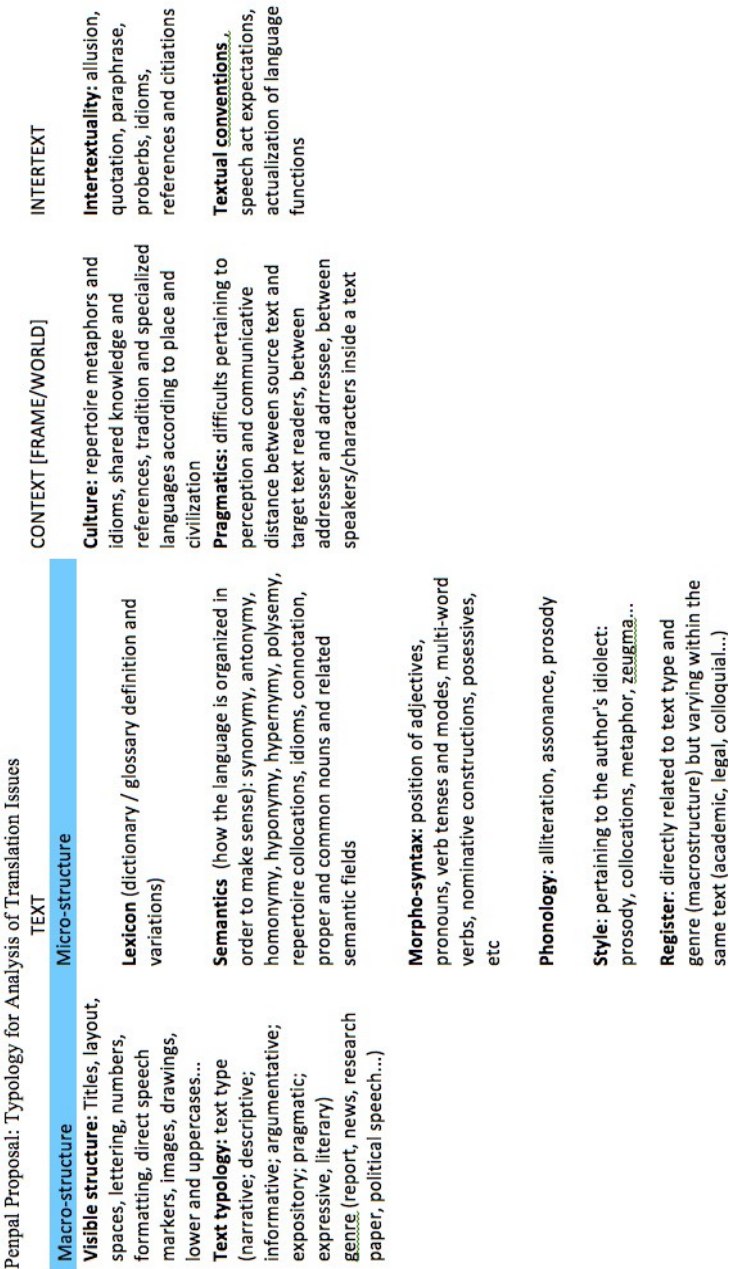 Penpal Proposal: Typology for Analysis of Translation Issues
TEXT
CONTEXT [FRAME/WORLD]
INTERTEXT
Macro-structure
Micro-structure
Visible structure: Titles, layout,
spaces, lettering, numbers,
formatting, direct speech
markers, images, drawings,
lower and uppercases...
Lexicon (dictionary / glossary definition and
variations)
Culture: repertoire metaphors and
idioms, shared knowledge and
references, tradition and specialized
languages according to place and
civilization
Intertextuality: allusion,
quotation, paraphrase,
proberbs, idioms,
references and citiations
Text typology: text type
(narrative; descriptive;
informative; argumentative;
expository; pragmatic;
expressive, literary)
genre (report, news, research
paper, political speech...)
Semantics (how the language is organized in
order to make sense): synonymy, antonymy,
homonymy, hyponymy, hypernymy, polysemy,
repertoire collocations, idioms, connotation,
proper and common nouns and related
semantic fields
Pragmatics: difficults pertaining to
perception and communicative
distance between source text and
target text readers, between
addresser and adrressee, between
speakers/characters inside a text
Textual conventions ,
speech act expectations,
actualization of language
functions
Morpho-syntax: position of adjectives,
pronouns, verb tenses and modes, multi-word
verbs, nominative constructions, posessives,
etc
Phonology: alliteration, assonance, prosody
Style: pertaining to the author's idiolect:
prosody, collocations, metaphor, zeugma...
Register: directly related to text type and
genre (macrostructure) but varying within the
same text (academic, legal, colloquial...)